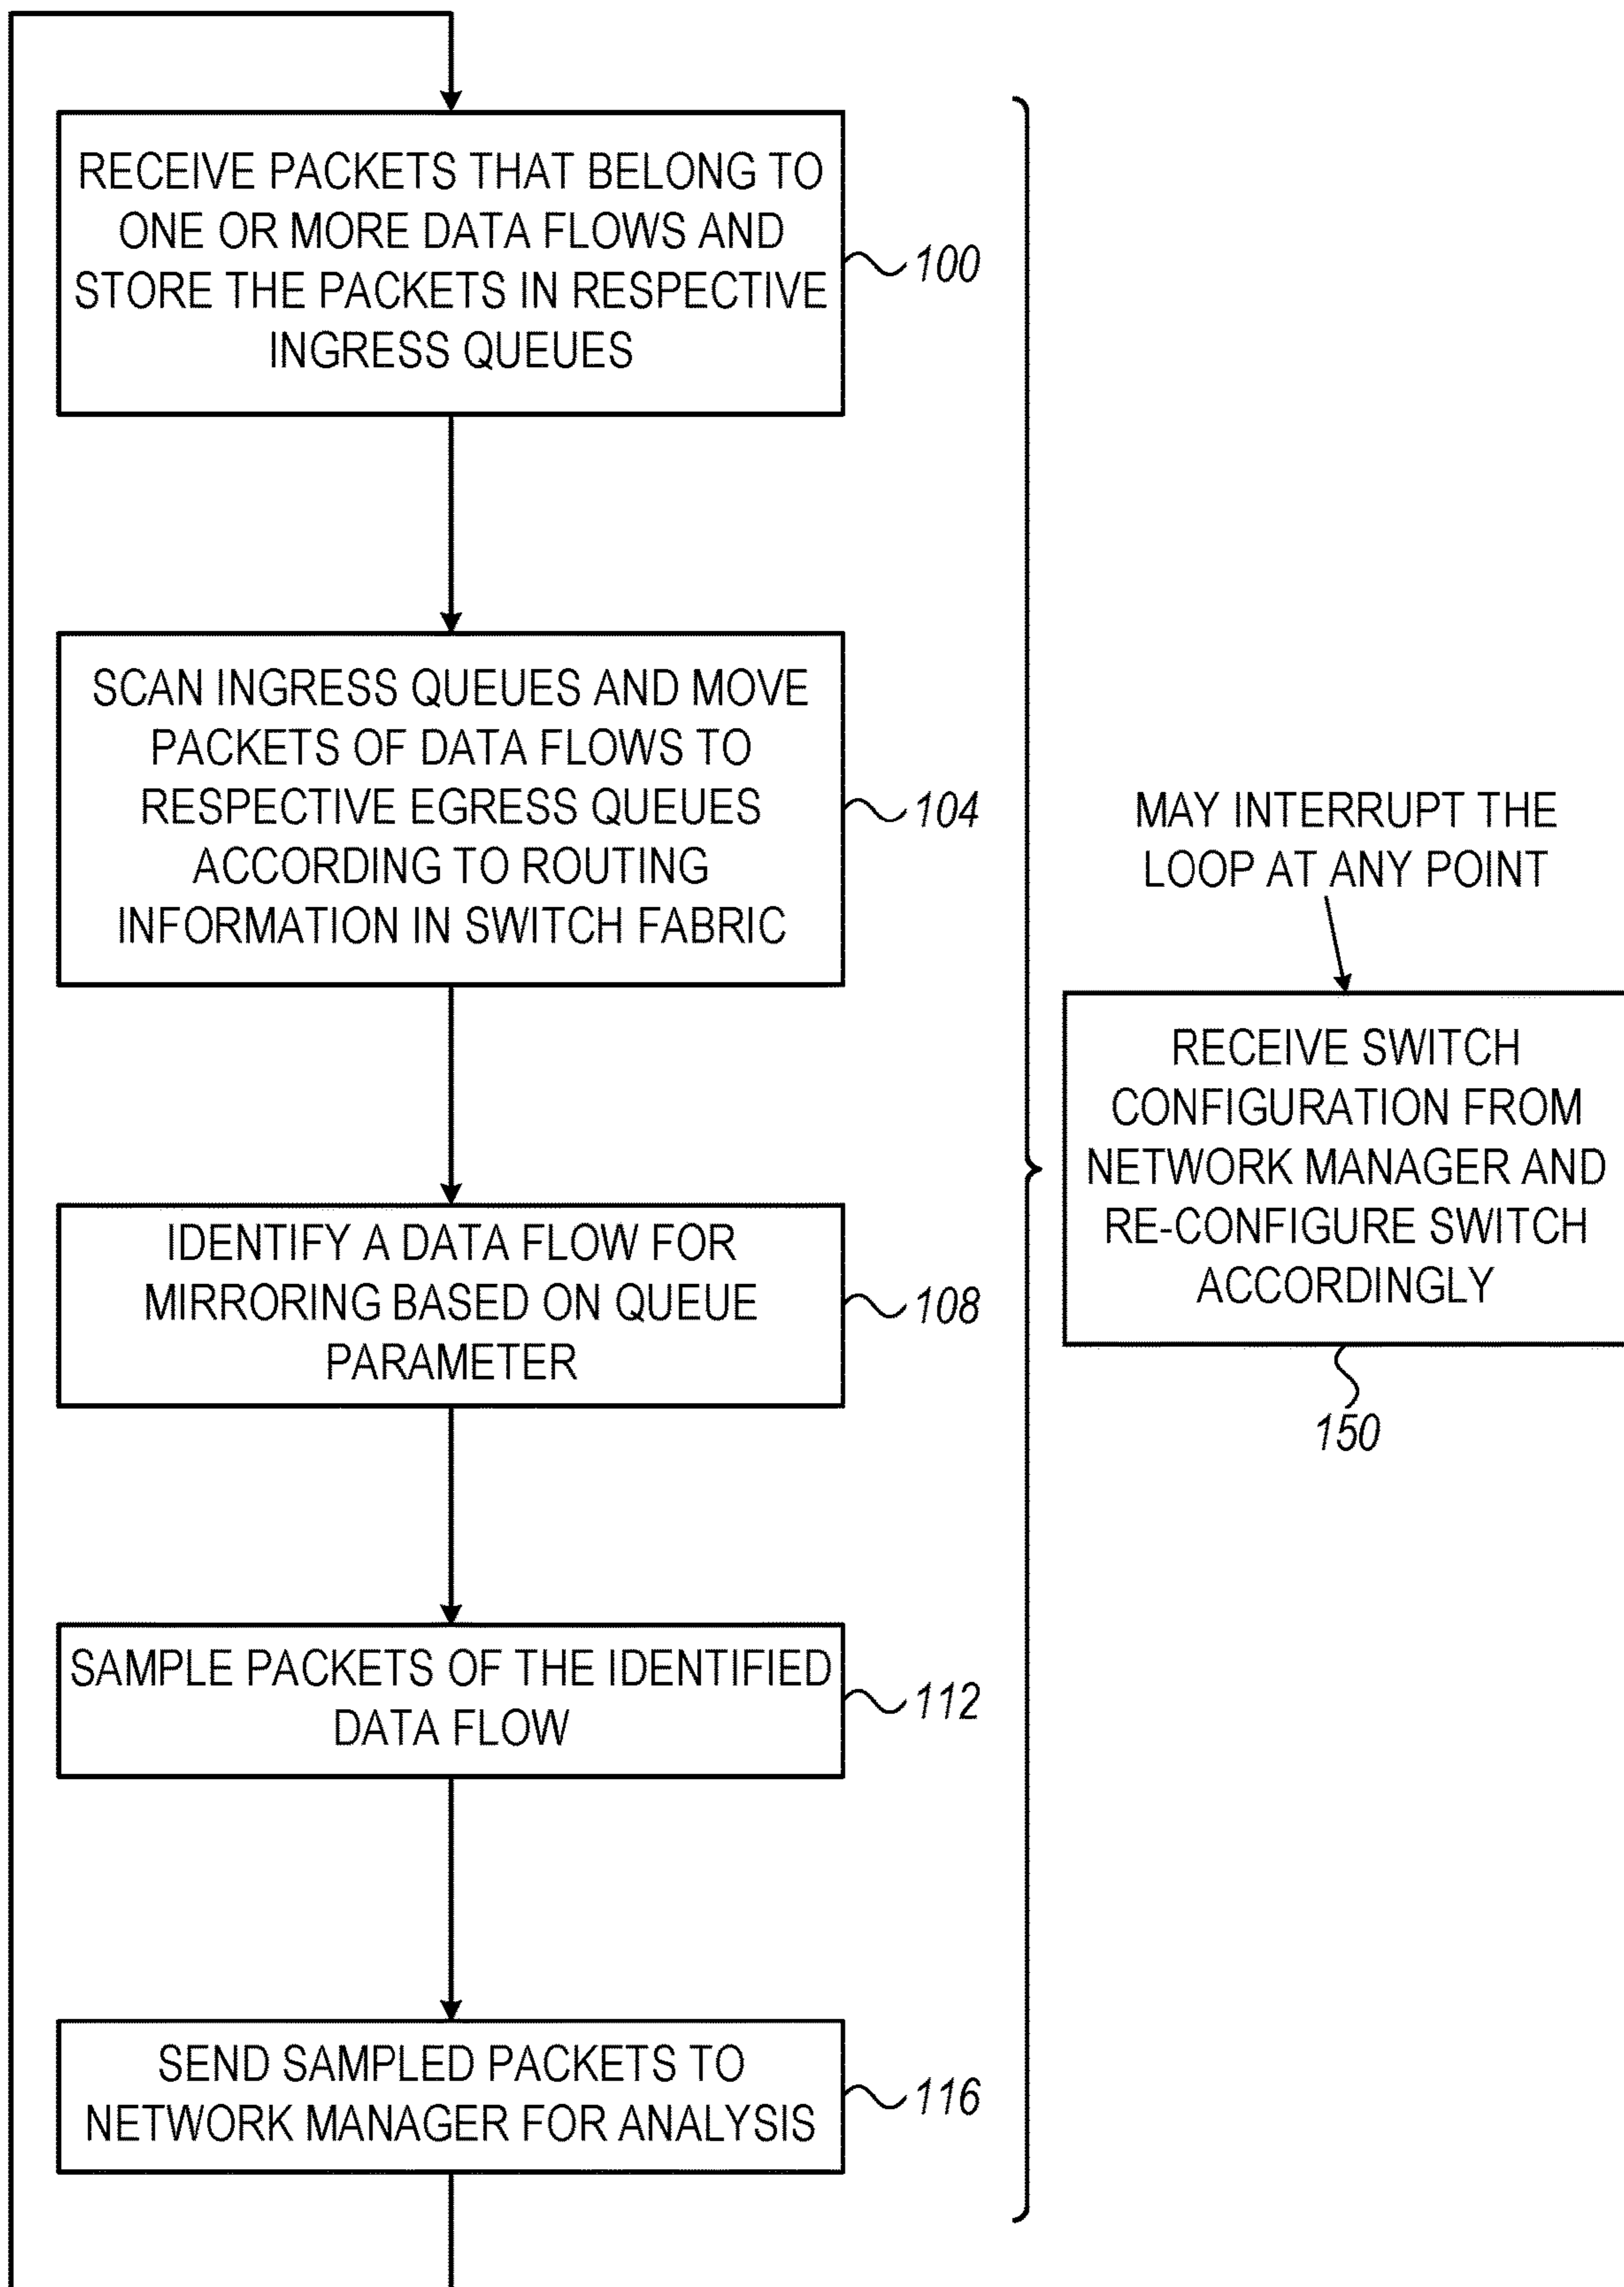 RECEIVE PACKETS THAT BELONG TO
ONE OR MORE DATA FLOWS AND
STORE THE PACKETS IN RESPECTIVE
INGRESS QUEUES
100
SCAN INGRESS QUEUES AND MOVE
PACKETS OF DATA FLOWS TO
RESPECTIVE EGRESS QUEUES
ACCORDING TO ROUTING
INFORMATION IN SWITCH FABRIC
104
IDENTIFY A DATA FLOW FOR
MIRRORING BASED ON QUEUE
PARAMETER
108
SAMPLE PACKETS OF THE IDENTIFIED
DATA FLOW
112
SEND SAMPLED PACKETS TO
NETWORK MANAGER FOR ANALYSIS
116
MAY INTERRUPT THE
LOOP AT ANY POINT
RECEIVE SWITCH
CONFIGURATION FROM
NETWORK MANAGER AND
RE-CONFIGURE SWITCH
ACCORDINGLY
150